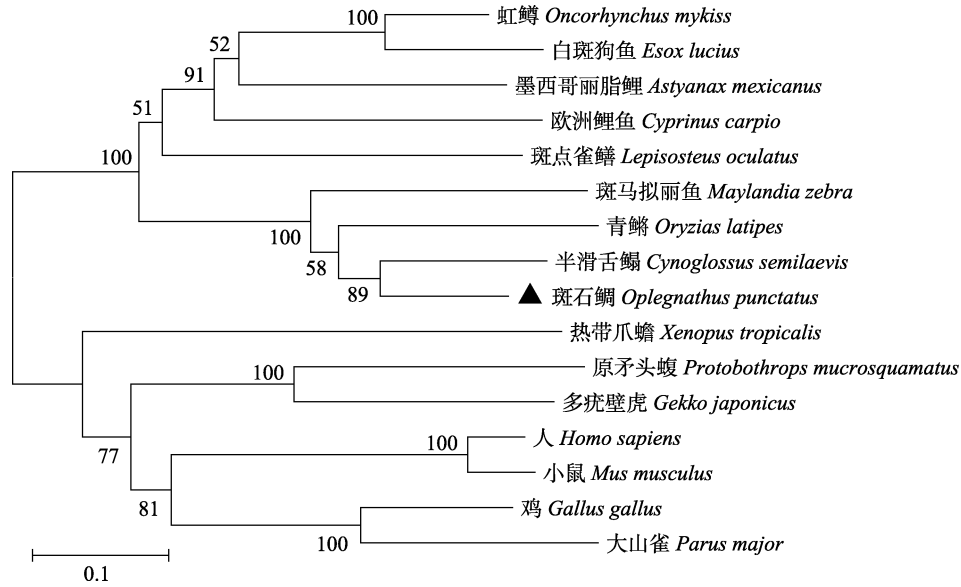 100
虹鳟 Oncorhynchus mykiss
52
白斑狗鱼 Esox lucius
91
墨西哥丽脂鲤 Astyanax mexicanus
51
欧洲鲤鱼 Cyprinus carpio
100
斑点雀鳝 Lepisosteus oculatus
斑马拟丽鱼 Maylandia zebra
100
青鳉 Oryzias latipes
58
半滑舌鳎 Cynoglossus semilaevis
89
斑石鲷 Oplegnathus punctatus
热带爪蟾 Xenopus tropicalis
100
原矛头蝮 Protobothrops mucrosquamatus
多疣壁虎 Gekko japonicus
77
100
人 Homo sapiens
小鼠 Mus musculus
81
鸡 Gallus gallus
100
大山雀 Parus major
0.1